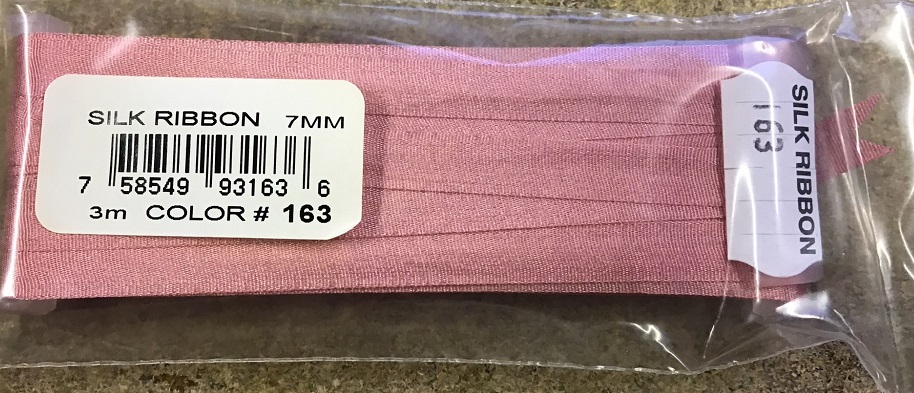 SILK RIBBON 7MM
7 58549 93163 6
3m COLOR # 163
SILK RIBBON
163